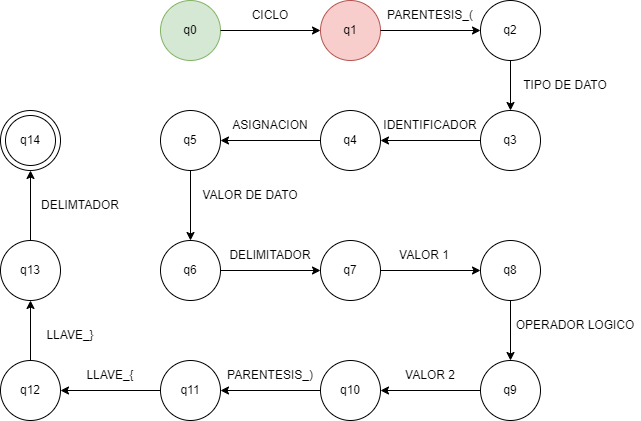 q0
CICLO
q1
PARENTESIS_(
q2
TIPO DE DATO
q3
IDENTIFICADOR
q4
ASIGNACION
q5
VALOR DE DATO
q6
DELIMITADOR
q7
VALOR 1
q8
OPERADOR LOGICO
q9
VALOR 2
q10
PARENTESIS_)
q11
LLAVE_{
q12
LLAVE_}
q13
DELIMTADOR
q14